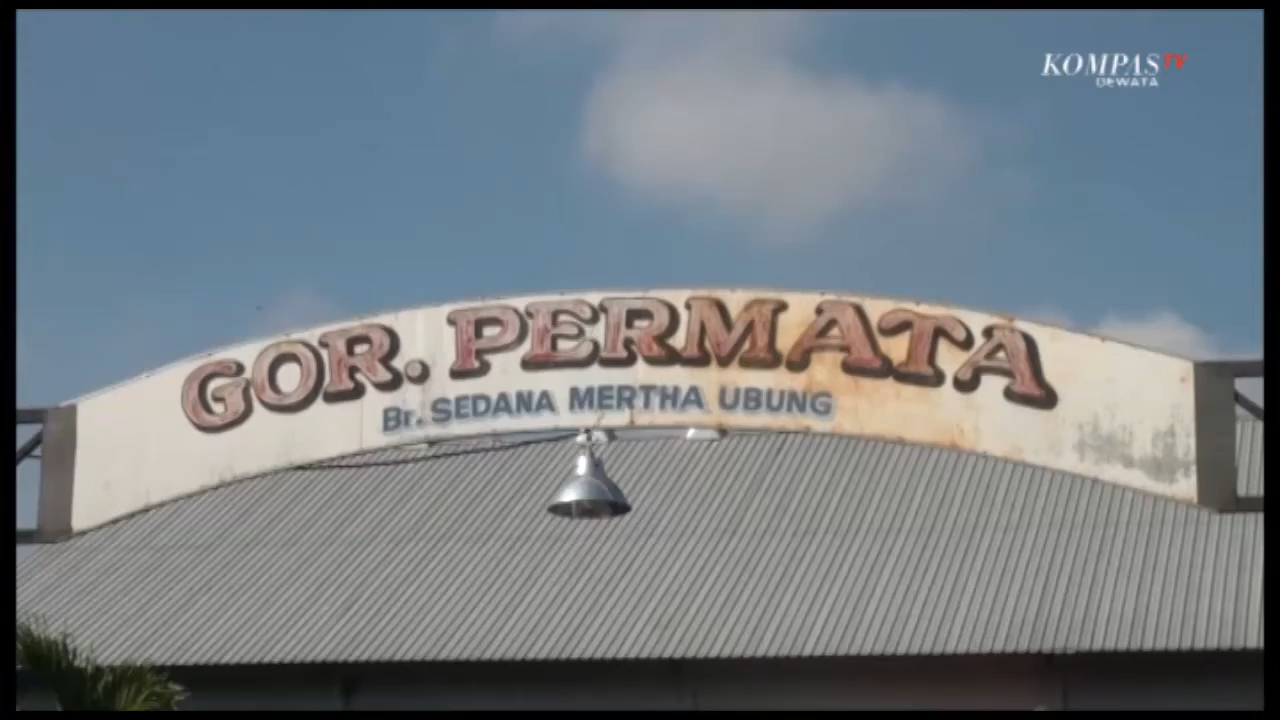 KOMPAS TV
DEWATA
GOR. PERMATA
Br. SEDANA MERTHA UBUNG